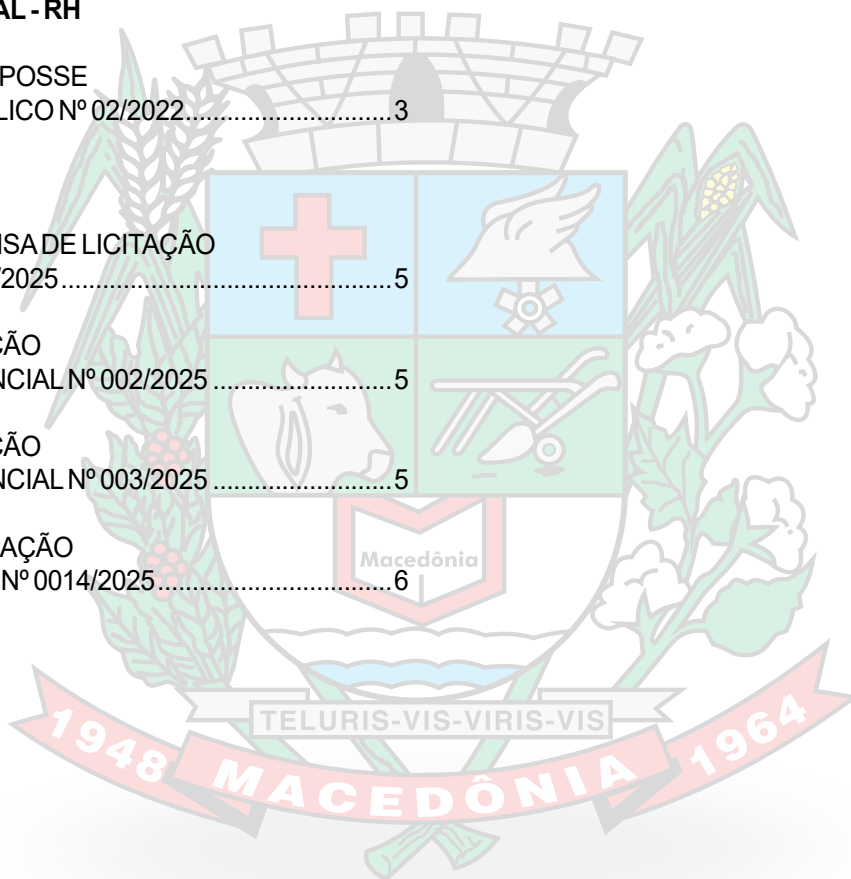 AL - RH
POSSE
LICO Nº 02/2022............................3
ISA DE LICITAÇÃO
/2025................................................5
ÇÃO
NCIAL Nº 002/2025..........................5
ÇÃO
NCIAL Nº 003/2025..........................5
AÇÃO
Nº 0014/2025..................................6
Macedônia
TELURIS-VIS-VIRIS-VIS
1948 MACEDÔNIA 1964